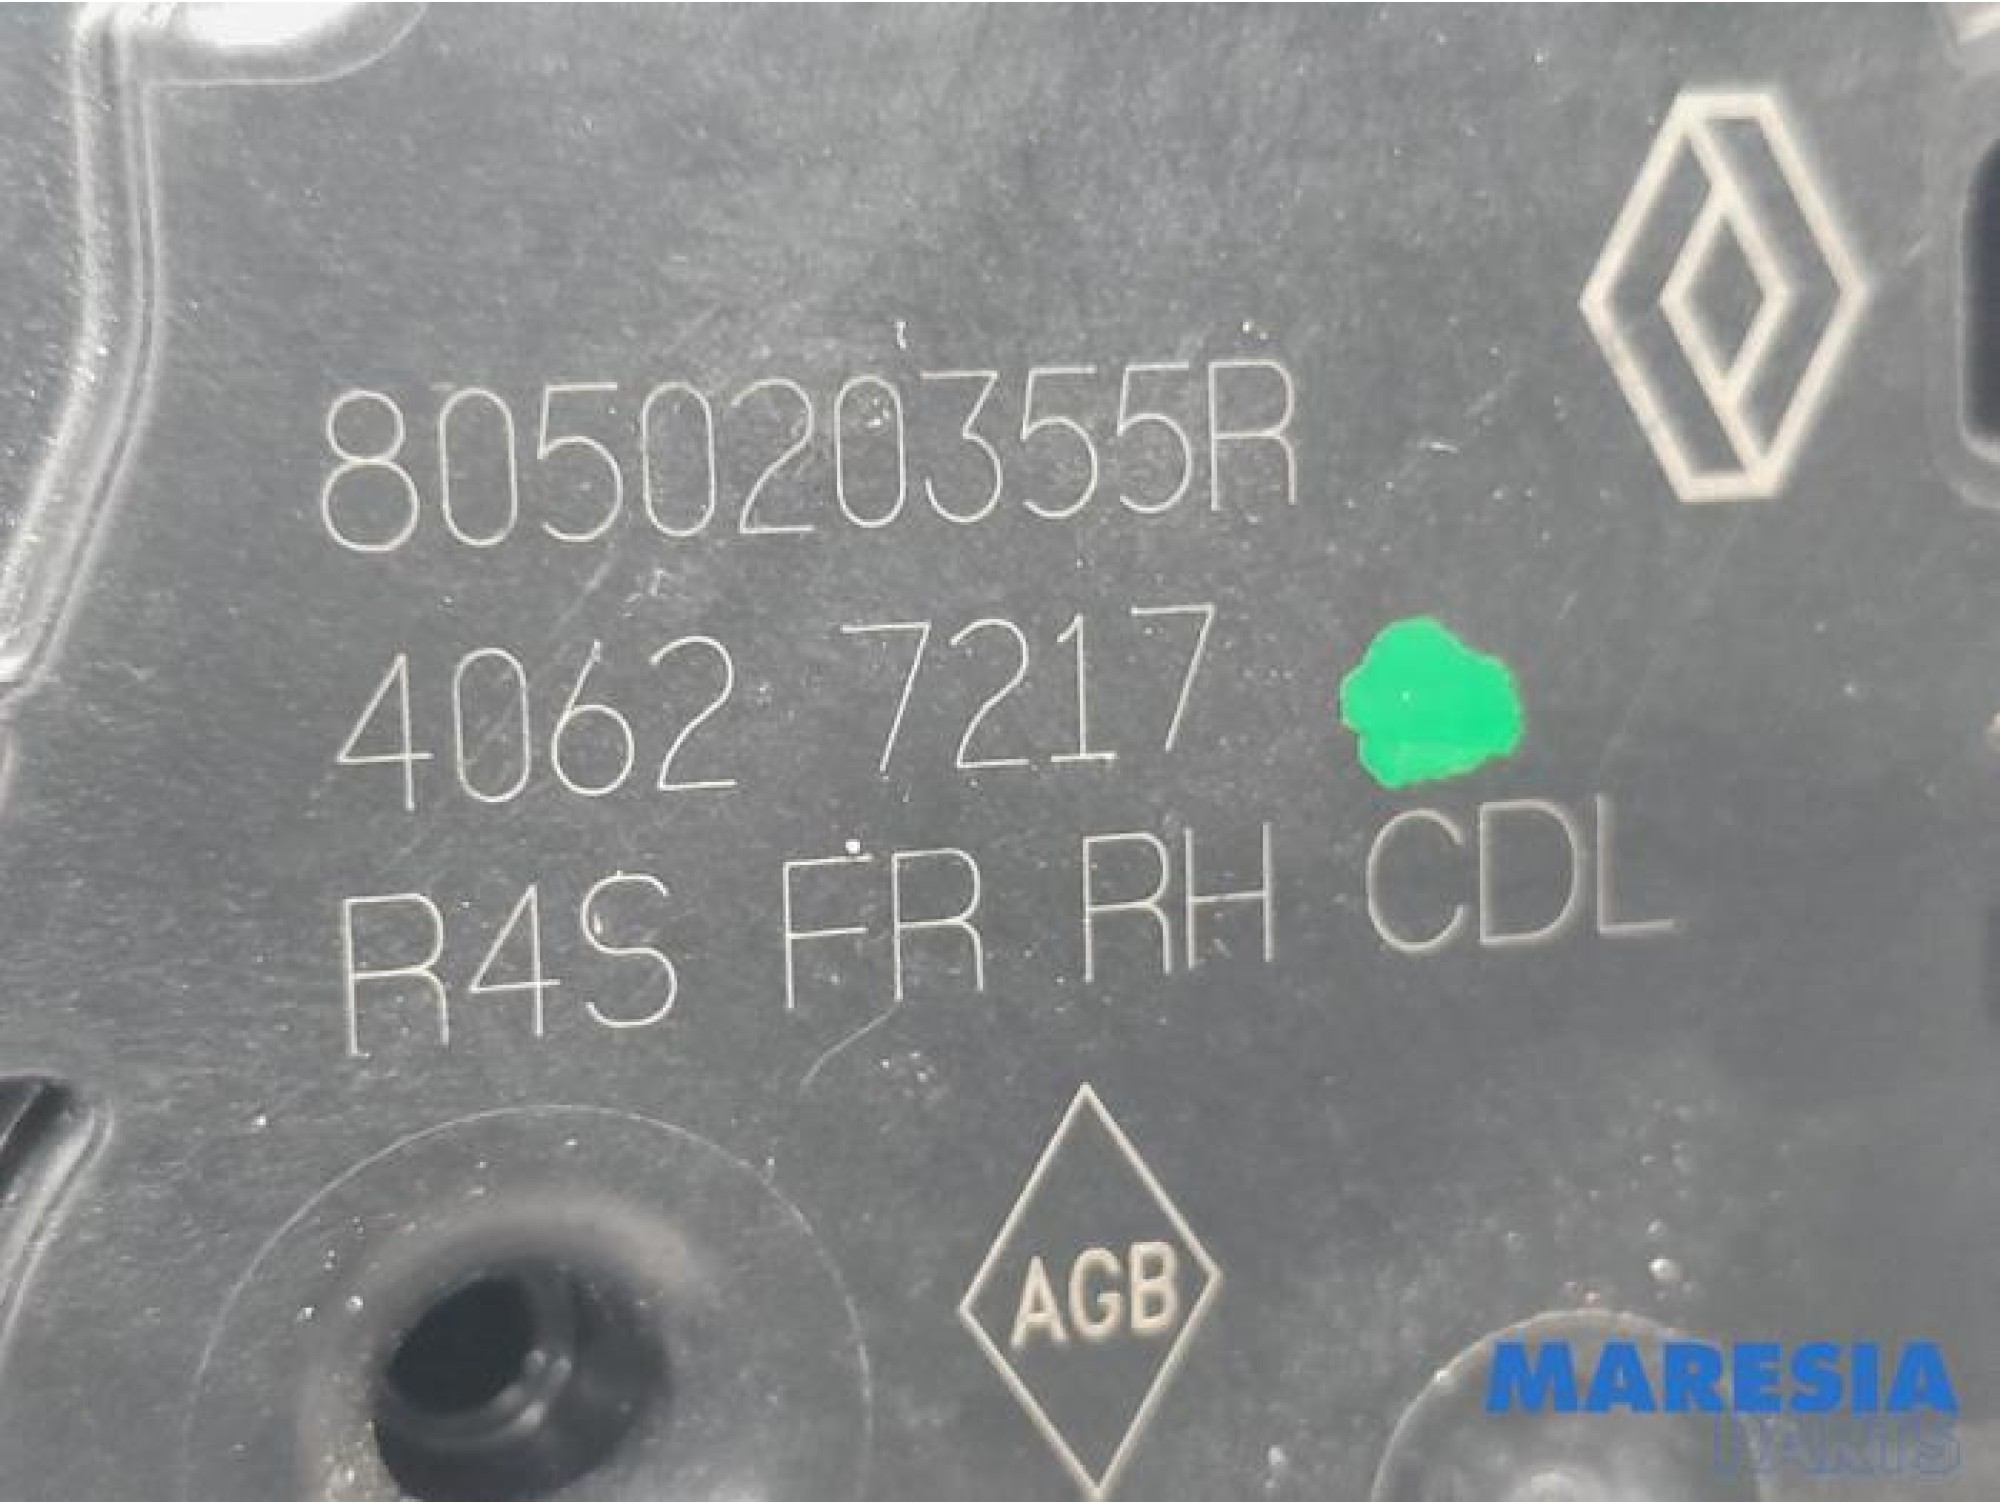 805020355R
4062 7217
R4S FR RH CDL
AGB
MARESIA
PARTS